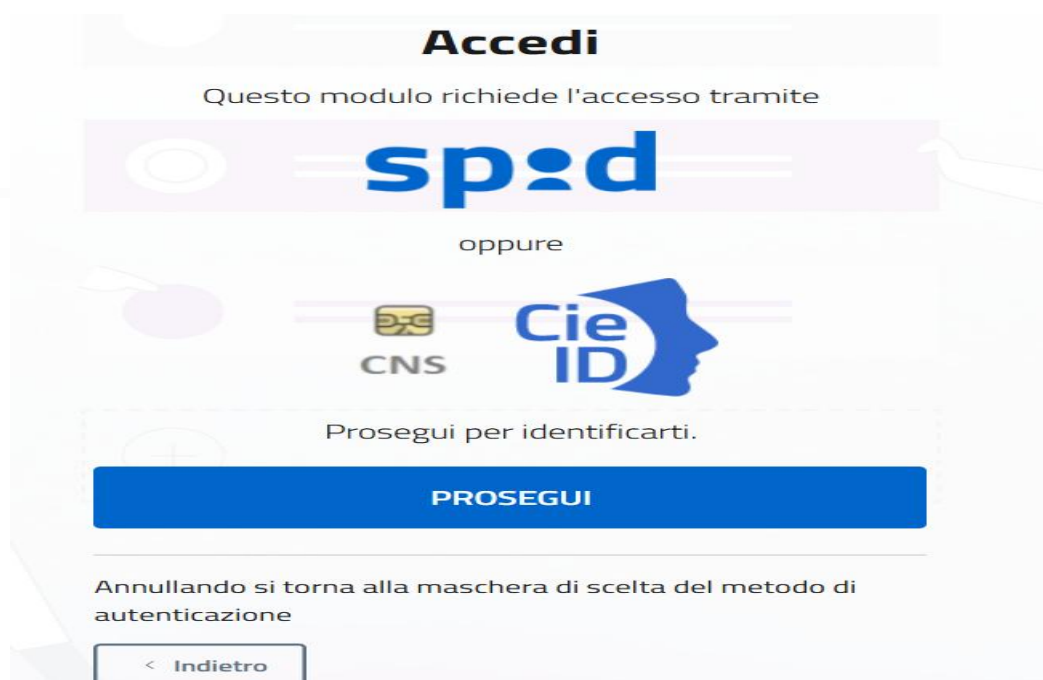 Accedi
Questo modulo richiede l'accesso tramite
spid
oppure
CNS
Cie
ID
Prosegui per identificarti.
PROSEGUI
Annullando si torna alla maschera di scelta del metodo di
autenticazione
< Indietro